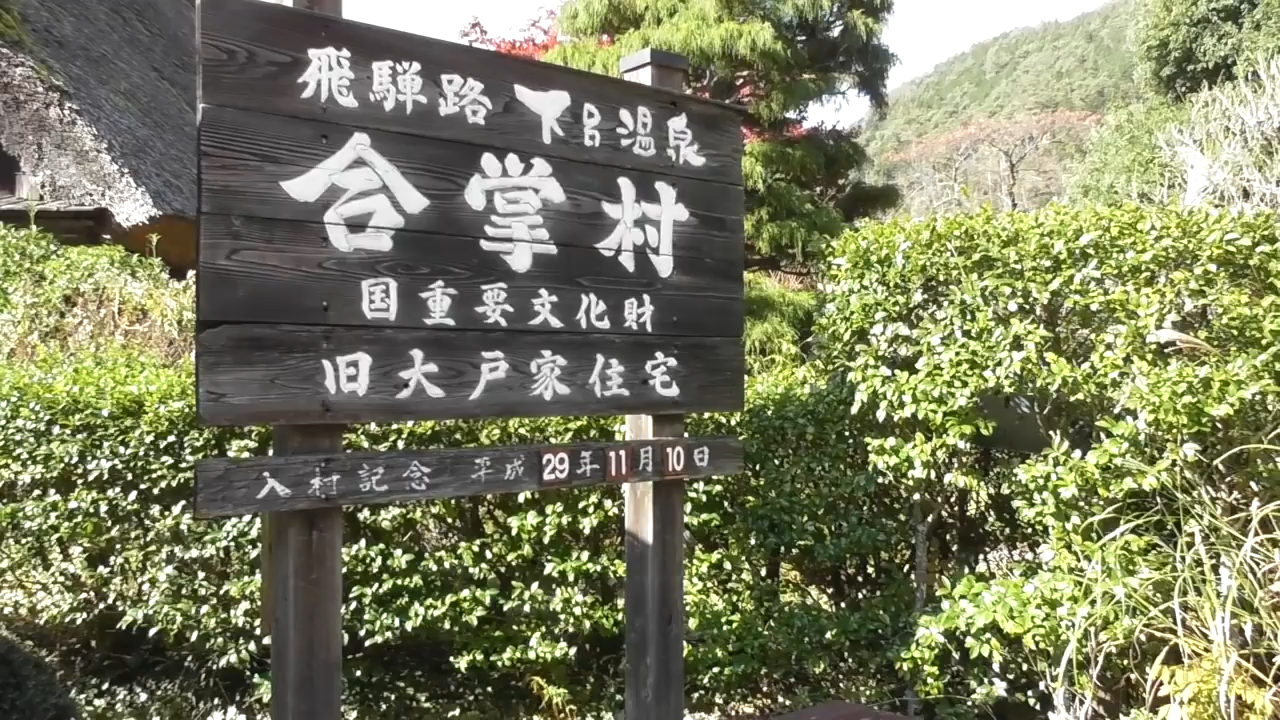 飛騨路 下呂温泉
合掌村
国重要文化財
旧大戸家住宅
入村記念 平成29年11月10日